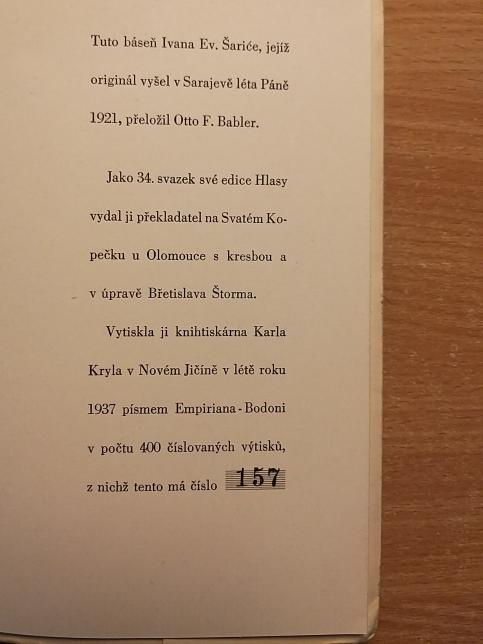 Tuto báseň Ivana Ev. Šariće, jejíž
originál vyšel v Sarajevě léta Páně
1921, přeložil Otto F. Babler.
Jako 34. svazek své edice Hlasy
vydal ji překladatel na Svatém Ko-
pečku u Olomouce s kresbou a
v úpravě Břetislava Štorma.
Vytiskla ji knihtiskárna Karla
Kryla v Novém Jičíně v létě roku
1937 písmem Empiriana-Bodoni
v počtu 400 číslovaných výtisků,
z nichž tento má číslo 157